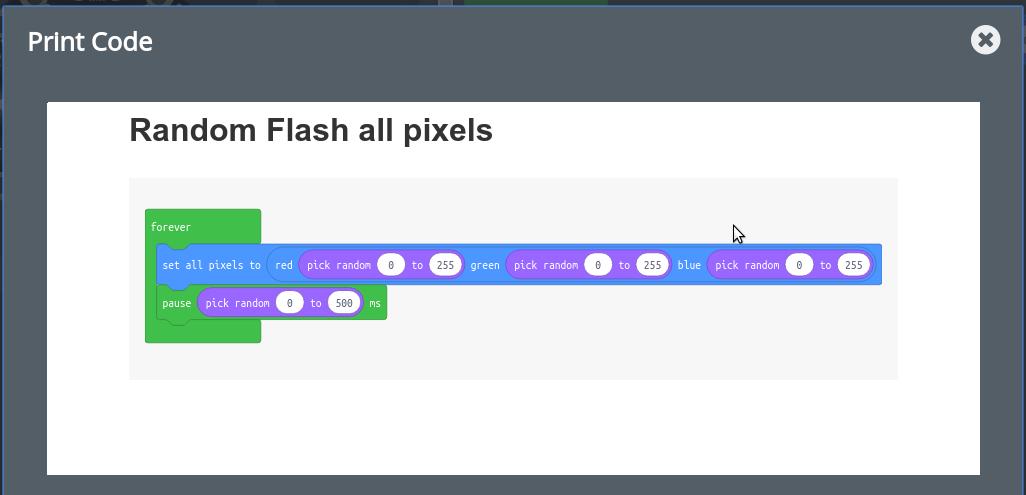 Print Code
Random Flash all pixels
forever
set all pixels to red pick random 0 to 255 green pick random 0 to 255 blue pick random 0 to 255
pause pick random 0 to 500 ms